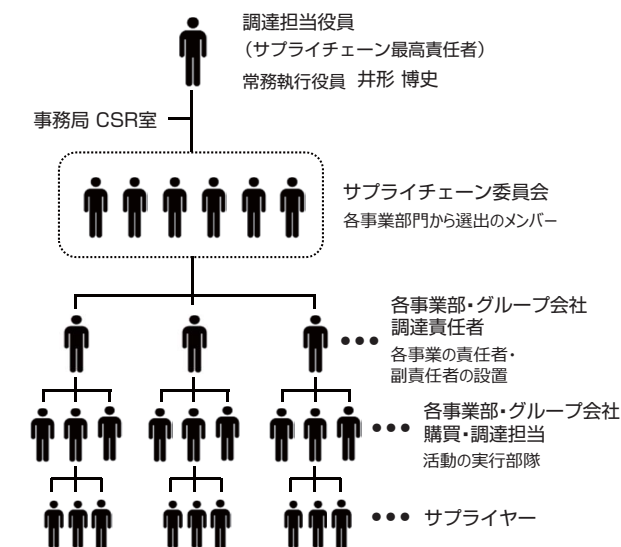 調達担当役員
（サプライチェーン最高責任者）
常務執行役員 井形 博史
事務局 CSR室
サプライチェーン委員会
各事業部門から選出のメンバー
各事業部・グループ会社
調達責任者
各事業の責任者・
副責任者の設置
各事業部・グループ会社
購買・調達担当
活動の実行部隊
サプライヤー